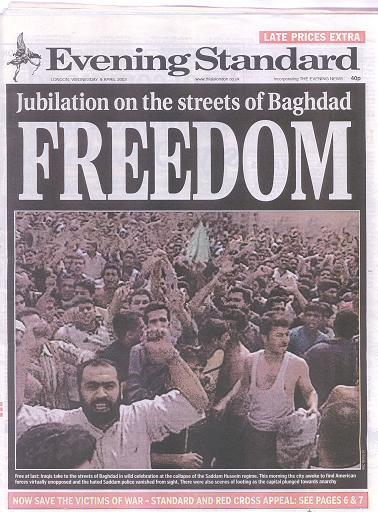 LATE PRICES EXTRA
Evening Standard
LONDON, WEDNESDAY, 9 APRIL 2003 www.thisislondon.co.uk Incorporating THE EVENING NEWS 40p
Jubilation on the streets of Baghdad
FREEDOM
Free at last: Iraqis take to the streets of Baghdad in wild celebration at the collapse of the Saddam Hussein regime. This morning the city awoke to find American
forces virtually unopposed and the hated Saddam police vanished from sight. There were also scenes of looting as the capital plunged towards anarchy
NOW SAVE THE VICTIMS OF WAR – STANDARD AND RED CROSS APPEAL: SEE PAGES 6 & 7